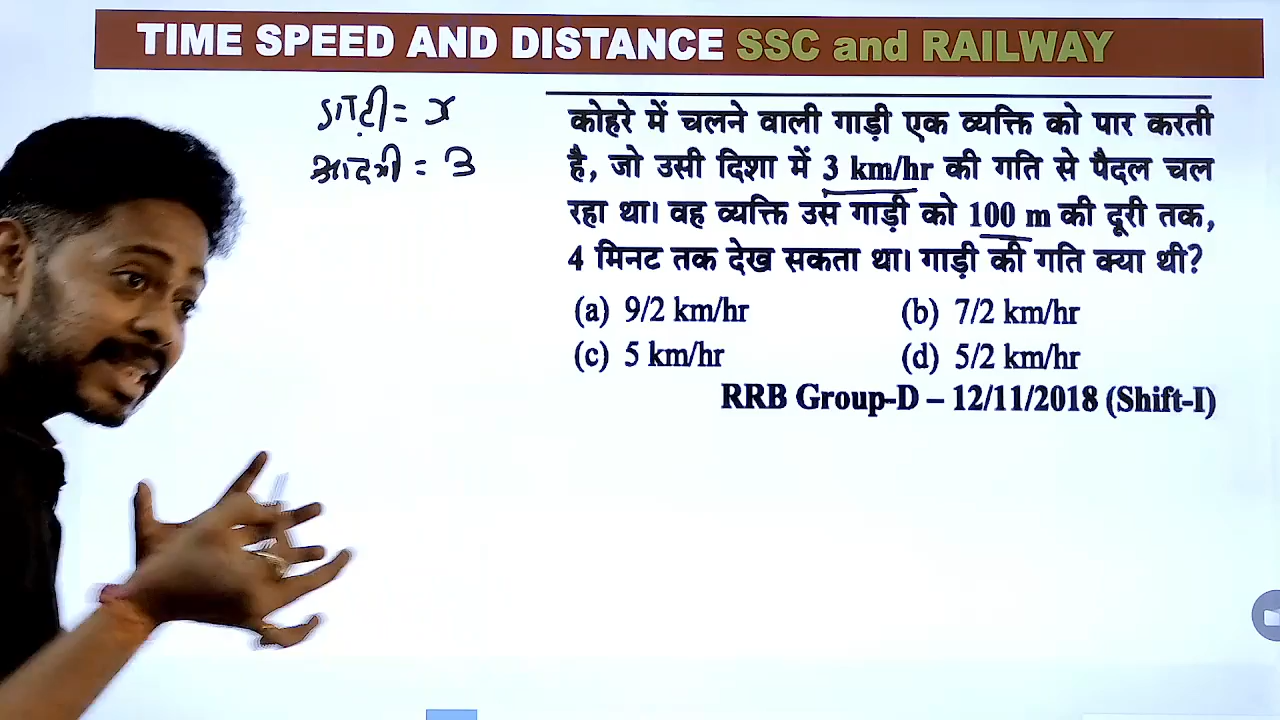 TIME SPEED AND DISTANCE SSC and RAILWAY
गाड़ी = x
आदमी = 3
कोहरे में चलने वाली गाड़ी एक व्यक्ति को पार करती
है, जो उसी दिशा में 3 km/hr की गति से पैदल चल
रहा था। वह व्यक्ति उस गाड़ी को 100 m की दूरी तक,
4 मिनट तक देख सकता था। गाड़ी की गति क्या थी?
(a) 9/2 km/hr (b) 7/2 km/hr
(c) 5 km/hr (d) 5/2 km/hr
RRB Group-D – 12/11/2018 (Shift-I)